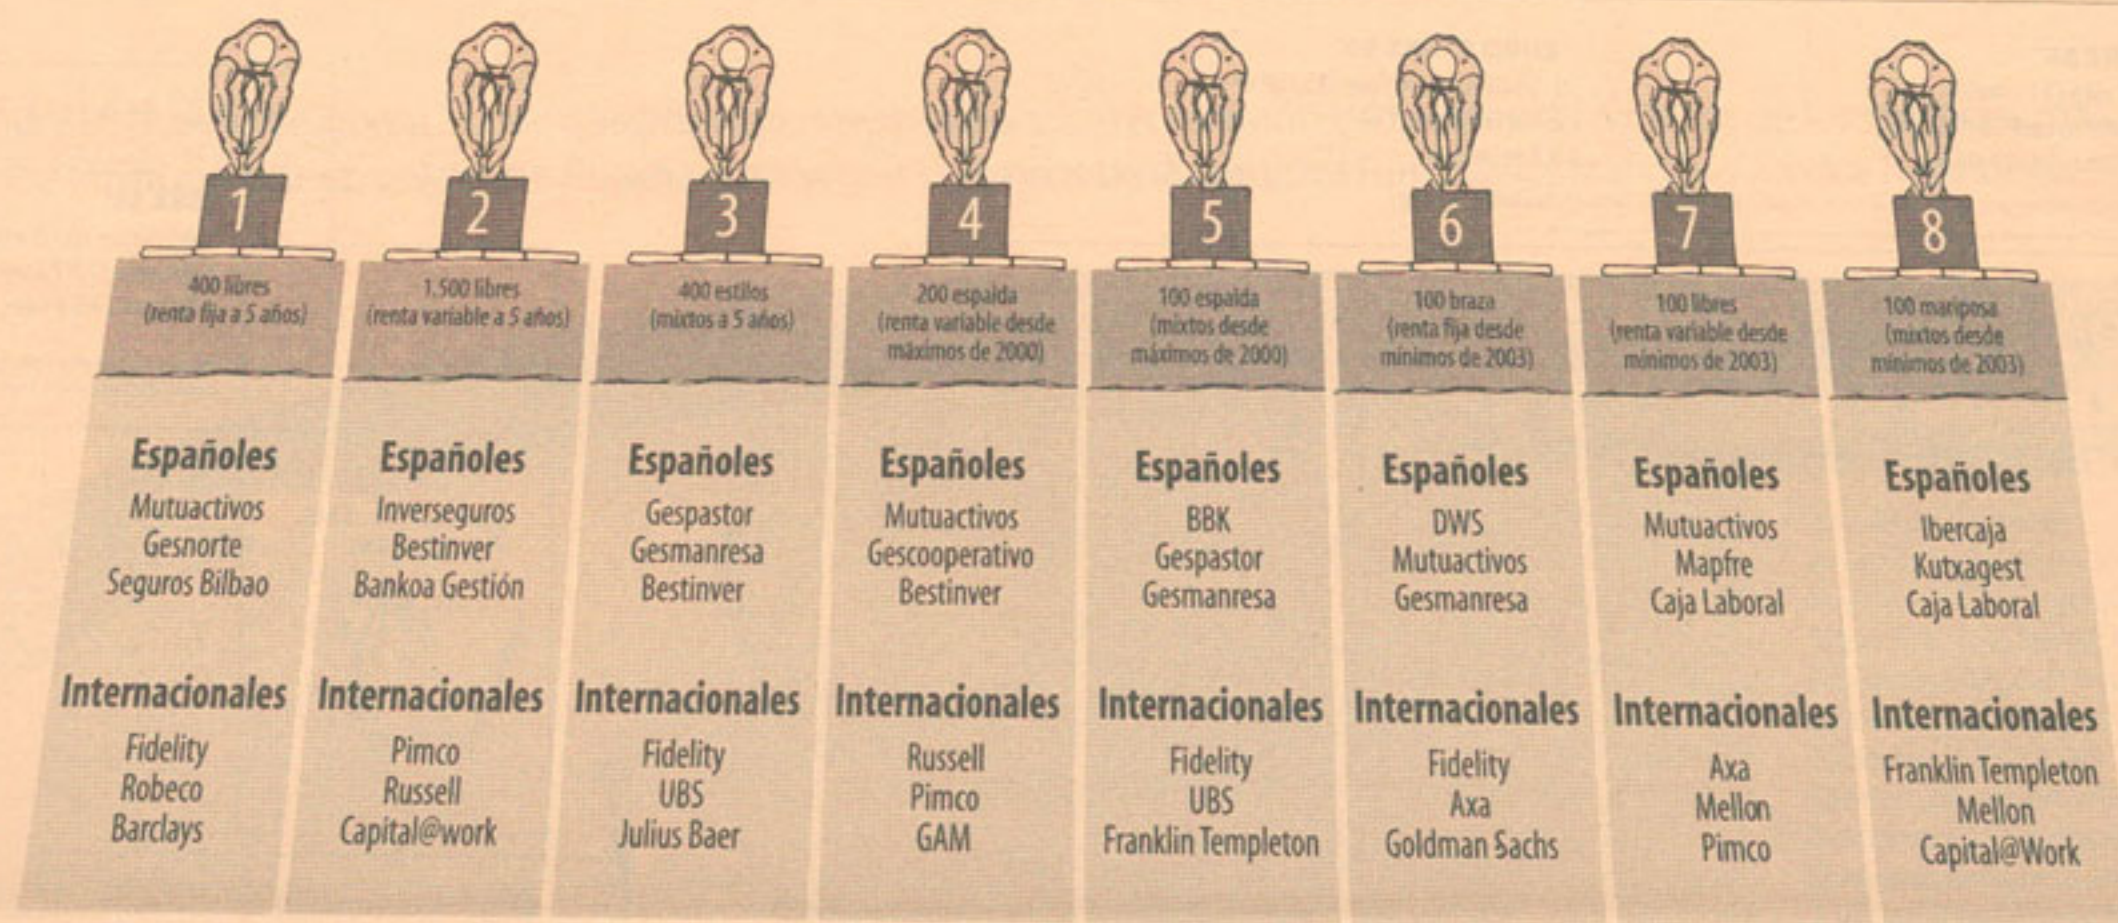 1
400 libres
(renta fija a 5 años)
Españoles
Mutuactivos
Gesnorte
Seguros Bilbao
Internacionales
Fidelity
Robeco
Barclays
2
1.500 libres
(renta variable a 5 años)
Españoles
Inverseguros
Bestinver
Bankoa Gestión
Internacionales
Pimco
Russell
Capital@work
3
400 estilos
(mixtos a 5 años)
Españoles
Gespastor
Gesmanresa
Bestinver
Internacionales
Fidelity
UBS
Julius Baer
4
200 espalda
(renta variable desde
máximos de 2000)
Españoles
Mutuactivos
Gescooperativo
Bestinver
Internacionales
Russell
Pimco
GAM
5
100 espalda
(mixtos desde
máximos de 2000)
Españoles
BBK
Gespastor
Gesmanresa
Internacionales
Fidelity
UBS
Franklin Templeton
6
100 braza
(renta fija desde
mínimos de 2003)
Españoles
DWS
Mutuactivos
Gesmanresa
Internacionales
Fidelity
Axa
Goldman Sachs
7
100 libres
(renta variable desde
mínimos de 2003)
Españoles
Mutuactivos
Mapfre
Caja Laboral
Internacionales
Axa
Mellon
Pimco
8
100 mariposa
(mixtos desde
mínimos de 2003)
Españoles
Ibercaja
Kutxagest
Caja Laboral
Internacionales
Franklin Templeton
Mellon
Capital@Work